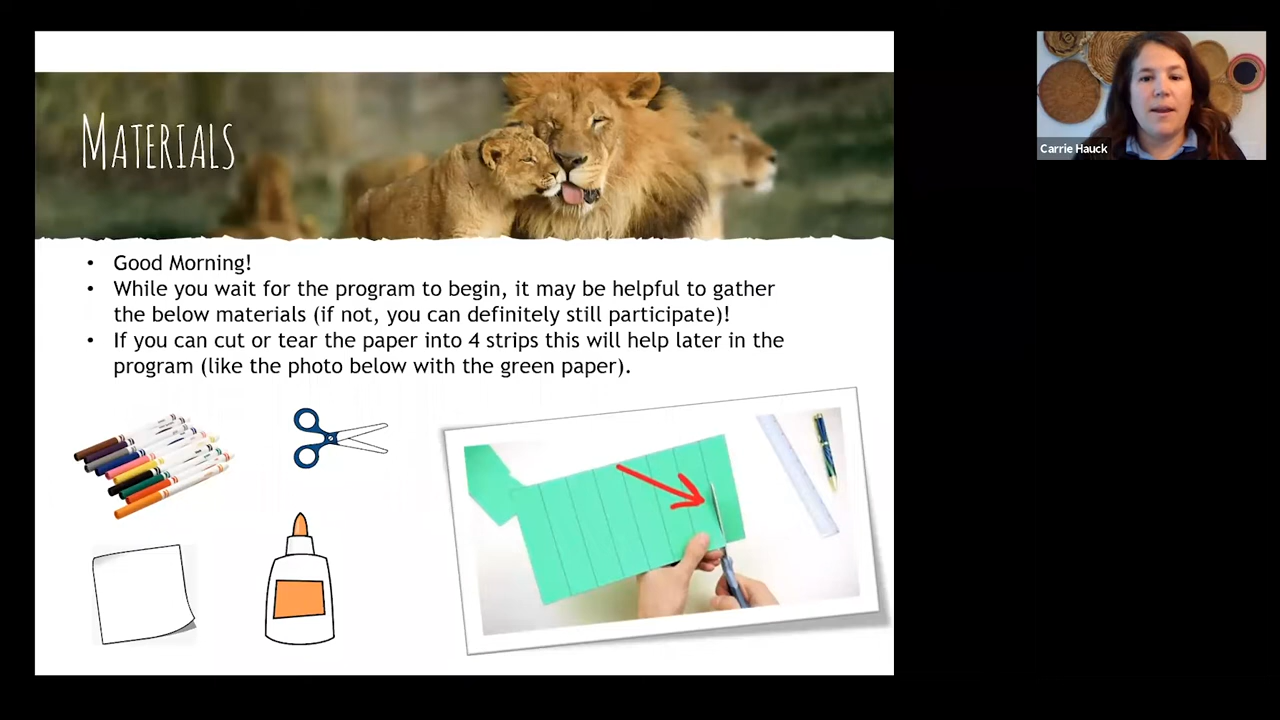 MATERIALS
• Good Morning!
• While you wait for the program to begin, it may be helpful to gather
the below materials (if not, you can definitely still participate)!
• If you can cut or tear the paper into 4 strips this will help later in the
program (like the photo below with the green paper).
Carrie Hauck